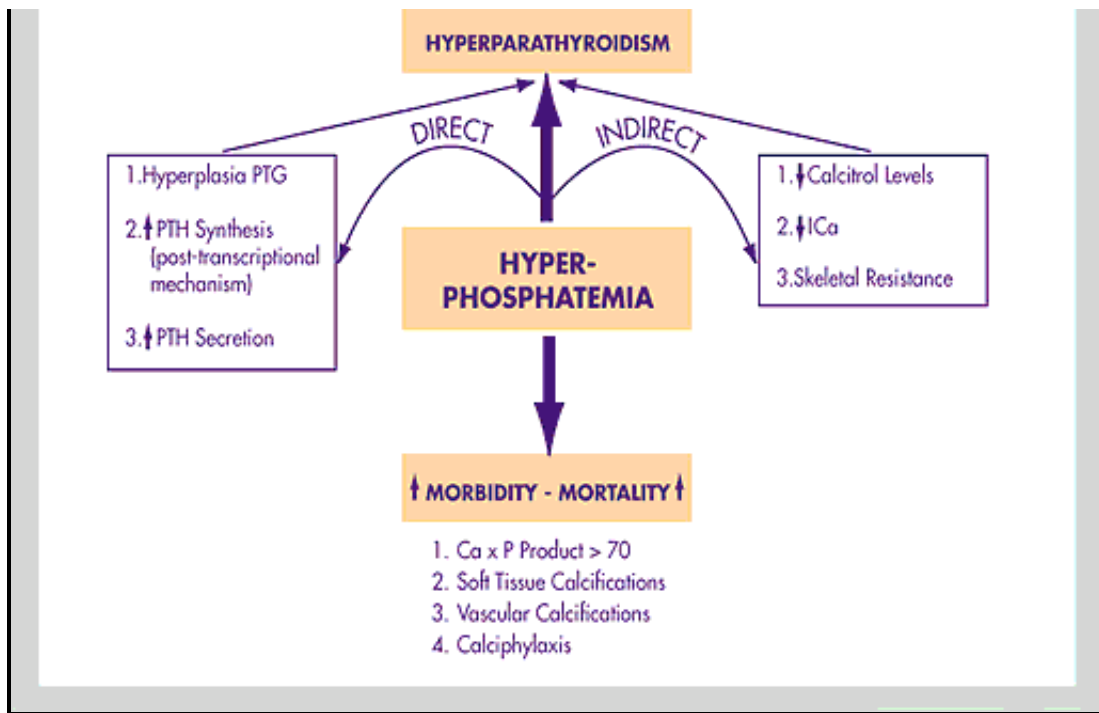 HYPERPARATHYROIDISM
DIRECT
INDIRECT
1.Hyperplasia PTG
2.↑PTH Synthesis
(post-transcriptional
mechanism)
3.↑PTH Secretion
HYPER-
PHOSPHATEMIA
1.↓Calcitrol Levels
2.↓ICa
3.Skeletal Resistance
↑MORBIDITY - MORTALITY↑
1. Ca x P Product > 70
2. Soft Tissue Calcifications
3. Vascular Calcifications
4. Calciphylaxis